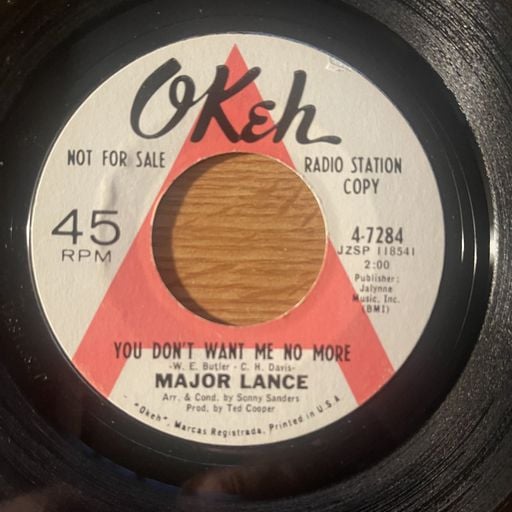 OKeh
NOT FOR SALE
RADIO STATION
COPY
45
RPM
4-7284
JZSP 118541
2:00
Publisher:
Jalynne
Music, Inc.
(BMI)
YOU DON'T WANT ME NO MORE
-W. E. Butler - C. H. Davis-
MAJOR LANCE
Arr. & Cond. by Sonny Sanders
Prod. by Ted Cooper
"Okeh", Marcas Registrada. Printed in U.S.A.